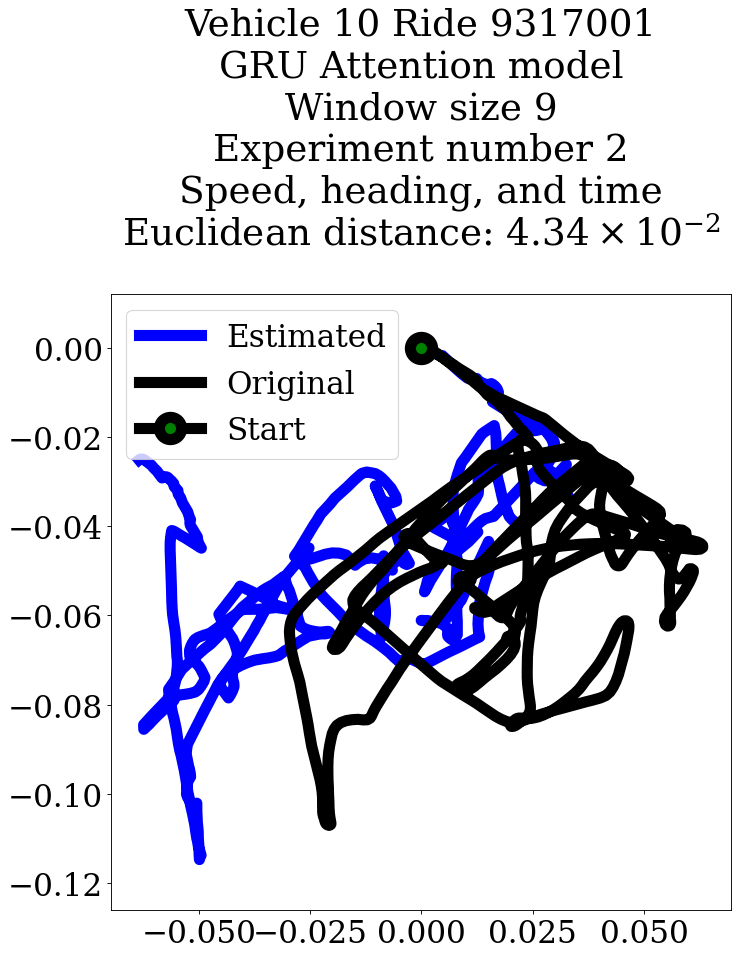 Vehicle 10 Ride 9317001
GRU Attention model
Window size 9
Experiment number 2
Speed, heading, and time
Euclidean distance: 4.34 × 10⁻²
Estimated
Original
Start
0.00
−0.02
−0.04
−0.06
−0.08
−0.10
−0.12
−0.050 −0.025 0.000 0.025 0.050